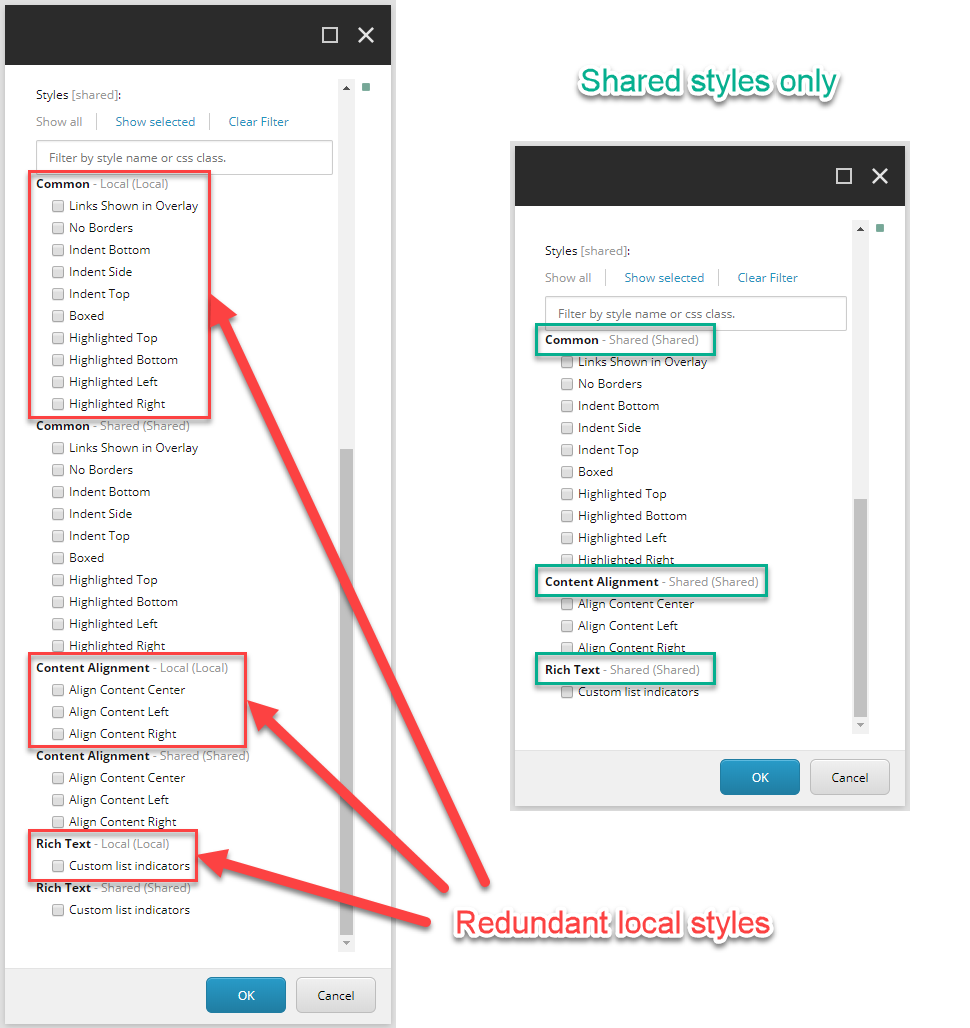 Styles [shared]:
Show all
Show selected
Clear Filter
Filter by style name or css class.
Common - Local (Local)
Links Shown in Overlay
No Borders
Indent Bottom
Indent Side
Indent Top
Boxed
Highlighted Top
Highlighted Bottom
Highlighted Left
Highlighted Right
Common - Shared (Shared)
Links Shown in Overlay
No Borders
Indent Bottom
Indent Side
Indent Top
Boxed
Highlighted Top
Highlighted Bottom
Highlighted Left
Highlighted Right
Content Alignment - Local (Local)
Align Content Center
Align Content Left
Align Content Right
Content Alignment - Shared (Shared)
Align Content Center
Align Content Left
Align Content Right
Rich Text - Local (Local)
Custom list indicators
Rich Text - Shared (Shared)
Custom list indicators
OK
Cancel
Shared styles only
Styles [shared]:
Show all
Show selected
Clear Filter
Filter by style name or css class.
Common - Shared (Shared)
Links Shown in Overlay
No Borders
Indent Bottom
Indent Side
Indent Top
Boxed
Highlighted Top
Highlighted Bottom
Highlighted Left
Highlighted Right
Content Alignment - Shared (Shared)
Align Content Center
Align Content Left
Align Content Right
Rich Text - Shared (Shared)
Custom list indicators
OK
Cancel
Redundant local styles